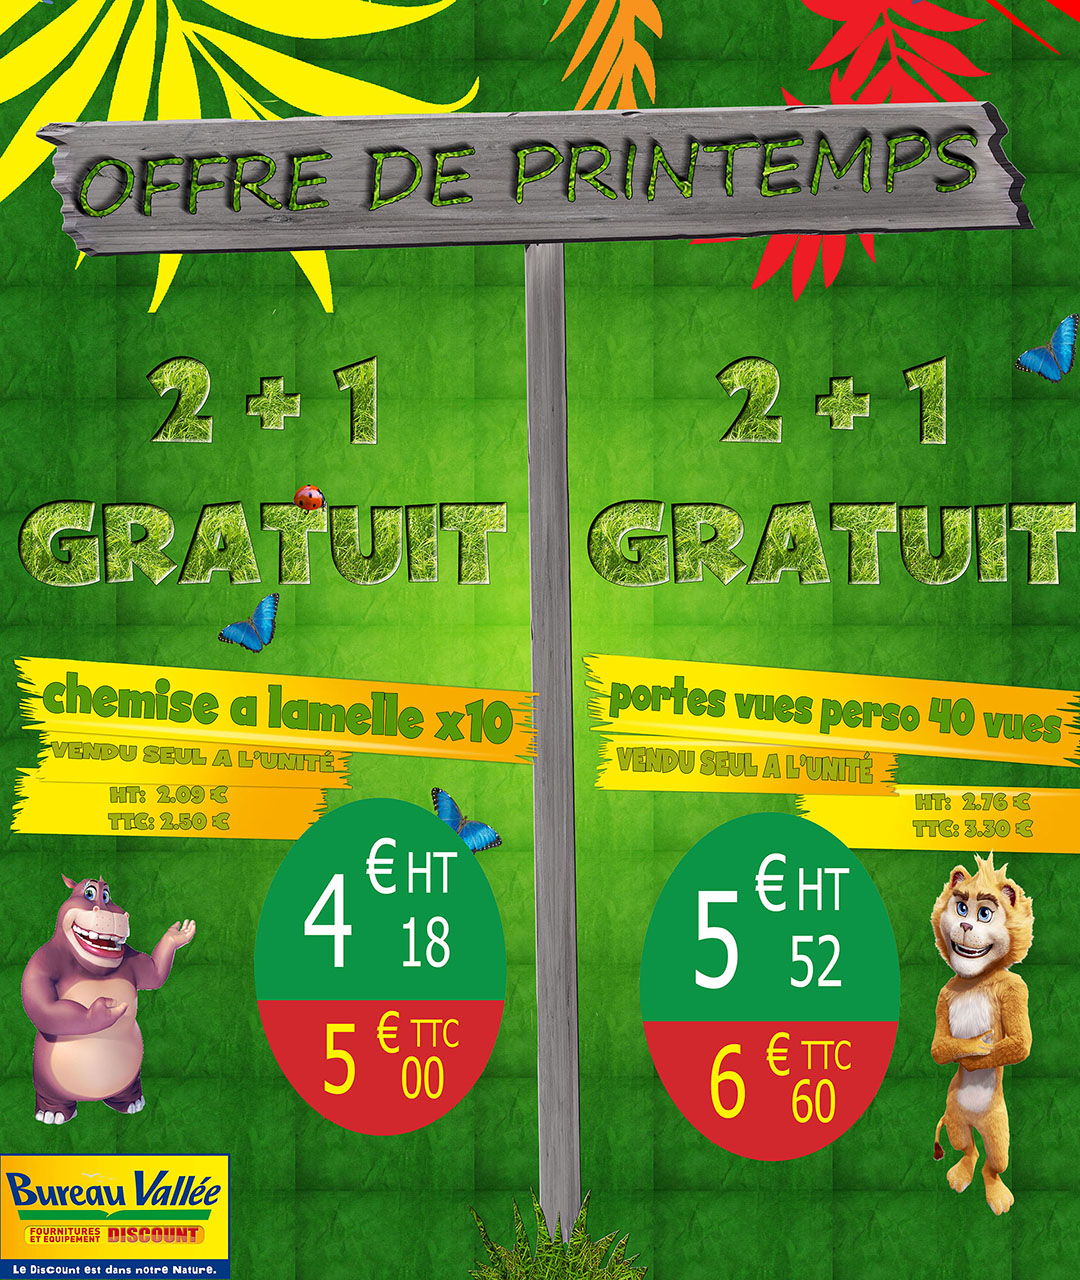 OFFRE DE PRINTEMPS
2 + 1
GRATUIT
chemise a lamelle x10
VENDU SEUL A L'UNITÉ
HT: 2.09 €
TTC: 2.50 €
4 € HT
18
5 € TTC
00
2 + 1
GRATUIT
portes vues perso 40 vues
VENDU SEUL A L'UNITÉ
HT: 2.76 €
TTC: 3.30 €
5 € HT
52
6 € TTC
60
Bureau Vallée
FOURNITURES
ET EQUIPEMENT DISCOUNT
Le DisCount est dans notre Nature.